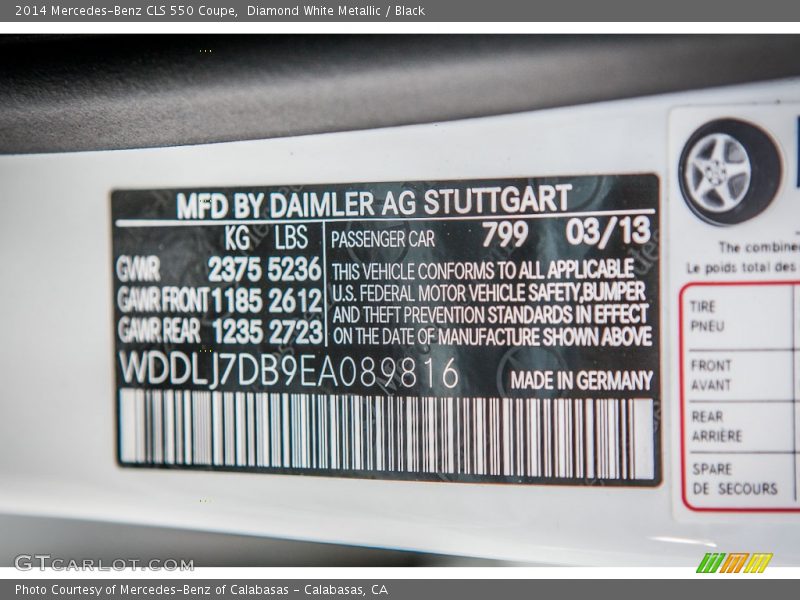 2014 Mercedes-Benz CLS 550 Coupe,  Diamond White Metallic / Black
MFD BY DAIMLER AG STUTTGART
KG LBS
GVWR 2375 5236
GAWR FRONT 1185 2612
GAWR REAR 1235 2723
PASSENGER CAR 799 03/13
THIS VEHICLE CONFORMS TO ALL APPLICABLE
U.S. FEDERAL MOTOR VEHICLE SAFETY,BUMPER
AND THEFT PREVENTION STANDARDS IN EFFECT
ON THE DATE OF MANUFACTURE SHOWN ABOVE
WDDLJ7DB9EA089816
MADE IN GERMANY
The combine
Le poids total des
TIRE
PNEU
FRONT
AVANT
REAR
ARRIÈRE
SPARE
DE SECOURS
GTCARLOT.COM
Photo Courtesy of Mercedes-Benz of Calabasas - Calabasas, CA